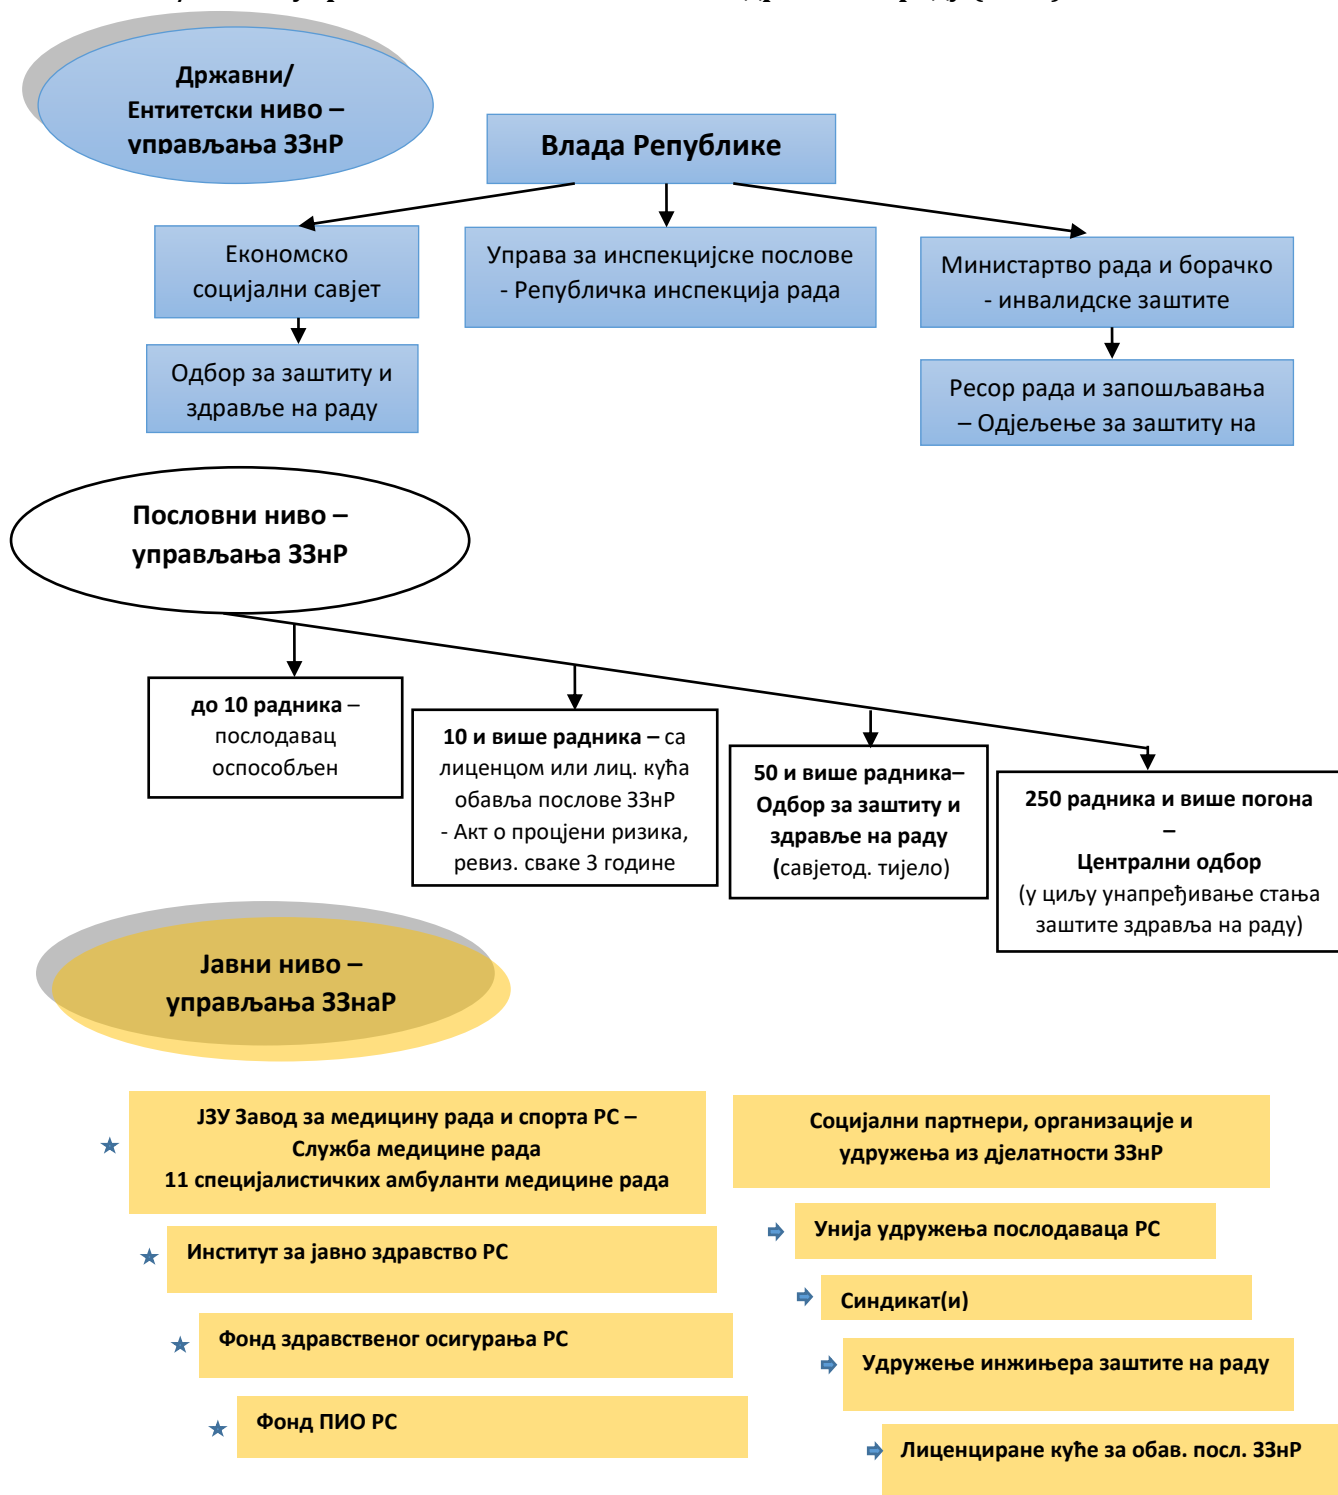 Државни/
Ентитетски ниво –
управљања ЗЗнР
Влада Републике
Економско
социјални савјет
Управа за инспекцијске послове
- Републичка инспекција рада
Министартво рада и борачко
- инвалидске заштите
Одбор за заштиту и
здравље на раду
Ресор рада и запошљавања
– Одјељење за заштиту на
Пословни ниво –
управљања ЗЗнР
до 10 радника –
послодавац
оспособљен
10 и више радника – са
лиценцом или лиц. кућа
обавља послове ЗЗнР
- Акт о процјени ризика,
ревиз. сваке 3 године
50 и више радника–
Одбор за заштиту и
здравље на раду
(савјетод. тијело)
250 радника и више погона
–
Централни одбор
(у циљу унапређивање стања
заштите здравља на раду)
Јавни ниво –
управљања ЗЗнаР
ЈЗУ Завод за медицину рада и спорта РС –
Служба медицине рада
11 специјалистичких амбуланти медицине рада
Институт за јавно здравство РС
Фонд здравственог осигурања РС
Фонд ПИО РС
Социјални партнери, организације и
удружења из дјелатности ЗЗнР
Унија удружења послодаваца РС
Синдикат(и)
Удружење инжињера заштите на раду
Лиценциране куће за обав. посл. ЗЗнР